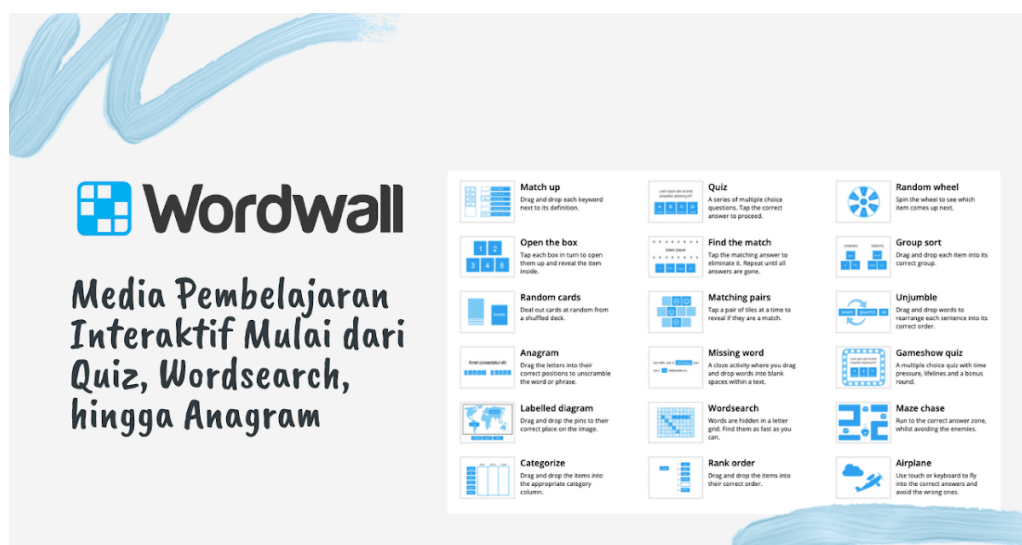 Wordwall
Media Pembelajaran
Interaktif Mulai dari
Quiz, Wordsearch,
hingga Anagram
Match up
Drag and drop each keyword
next to its definition.
Quiz
A series of multiple choice
questions. Tap the correct
answer to proceed.
Random wheel
Spin the wheel to see which
item comes up next.
Open the box
Tap each box in turn to open
them up and reveal the item
inside.
1 2
3 4 5
Find the match
Tap the matching answer to
eliminate it. Repeat until all
answers are gone.
Group sort
Drag and drop each item into its
correct group.
Random cards
Deal out cards at random from
a shuffled deck.
Matching pairs
Tap a pair of tiles at a time to
reveal if they are a match.
Unjumble
Drag and drop words to
rearrange each sentence into its
correct order.
Anagram
Drag the letters into their
correct positions to unscramble
the word or phrase.
Missing word
A cloze activity where you drag
and drop words into blank
spaces within a text.
Gameshow quiz
A multiple choice quiz with time
pressure, lifelines and a bonus
round.
Labelled diagram
Drag and drop the pins to their
correct place on the image.
Wordsearch
Words are hidden in a letter
grid. Find them as fast as you
can.
Maze chase
Run to the correct answer zone,
whilst avoiding the enemies.
Categorize
Drag and drop the items into
the appropriate category
column.
Rank order
Drag and drop the items into
their correct order.
Airplane
Use touch or keyboard to fly
into the correct answers and
avoid the wrong ones.